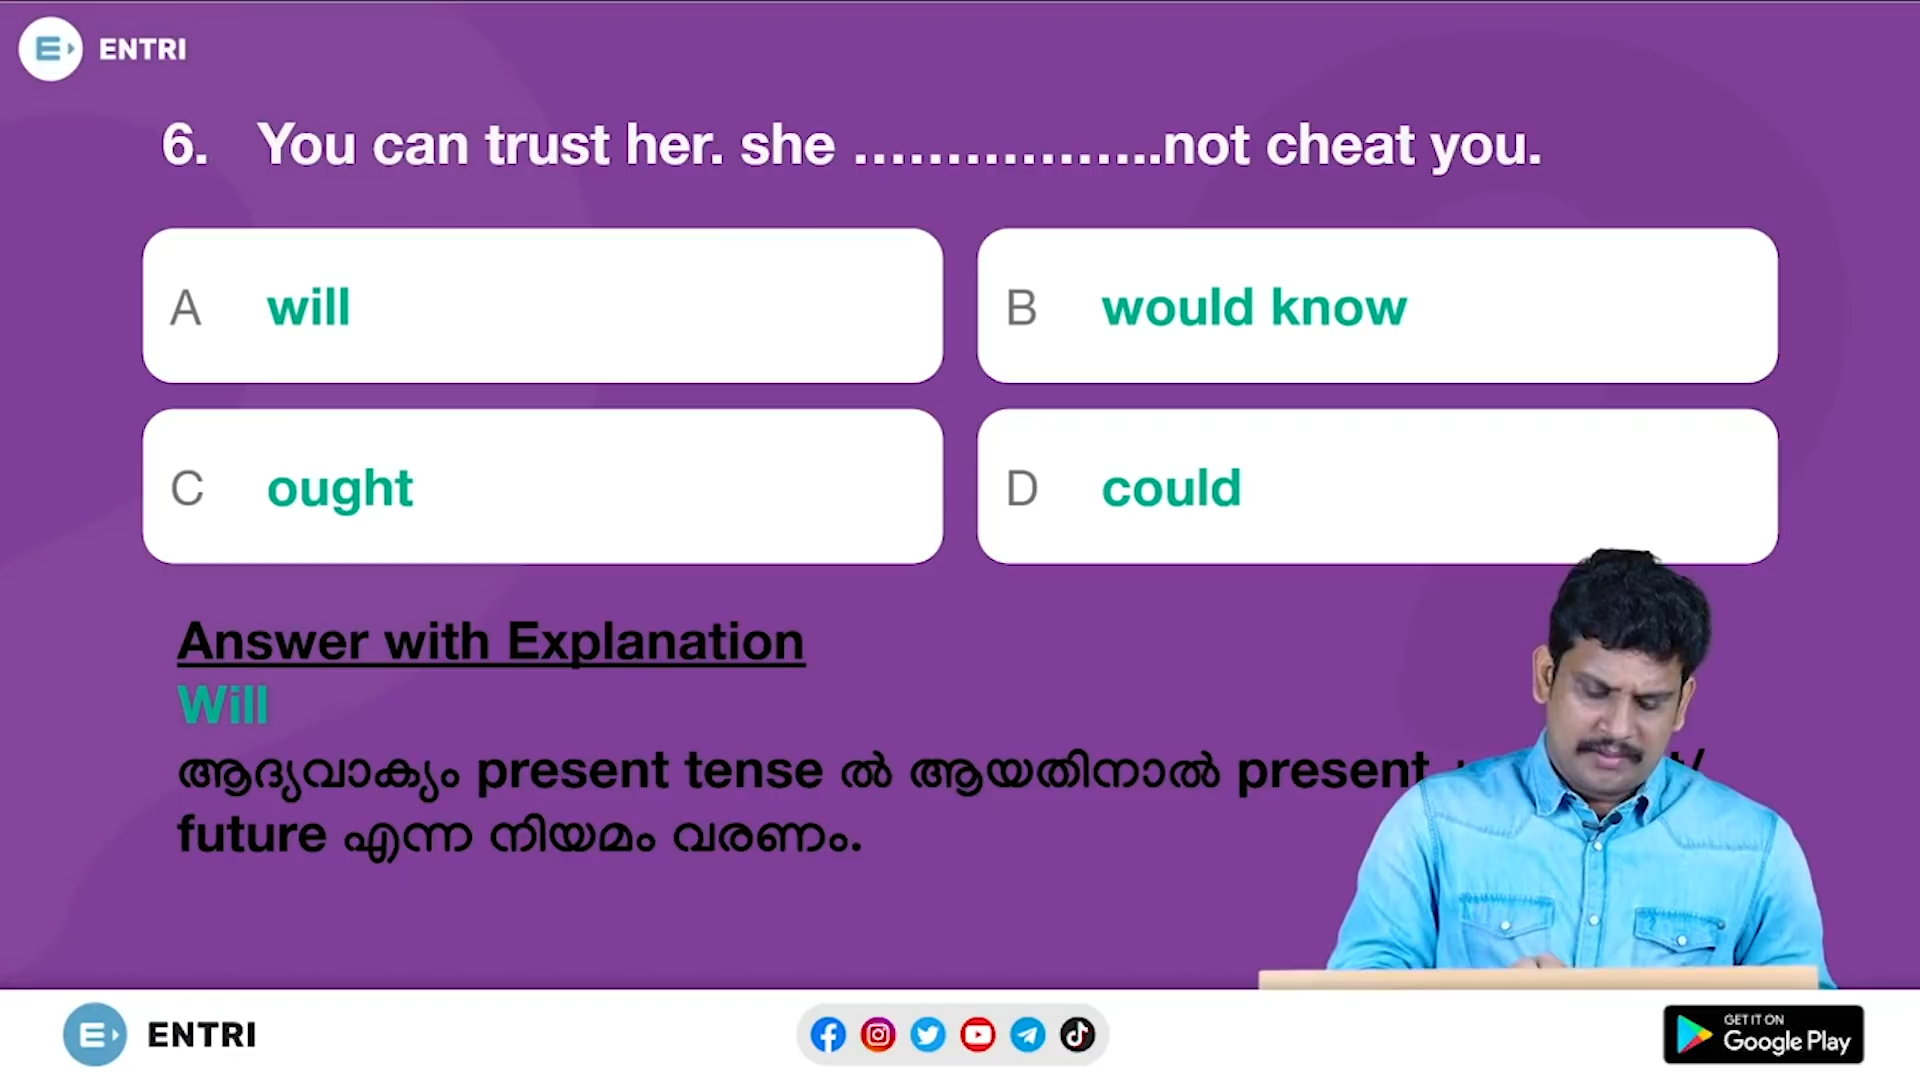 ENTRI
6. You can trust her. she ……………..not cheat you.
A will
B would know
C ought
D could
Answer with Explanation
Will
ആദ്യവാക്യം present tense ൽ ആയതിനാൽ present
future എന്ന നിയമം വരണം.
ENTRI
GET IT ON
Google Play